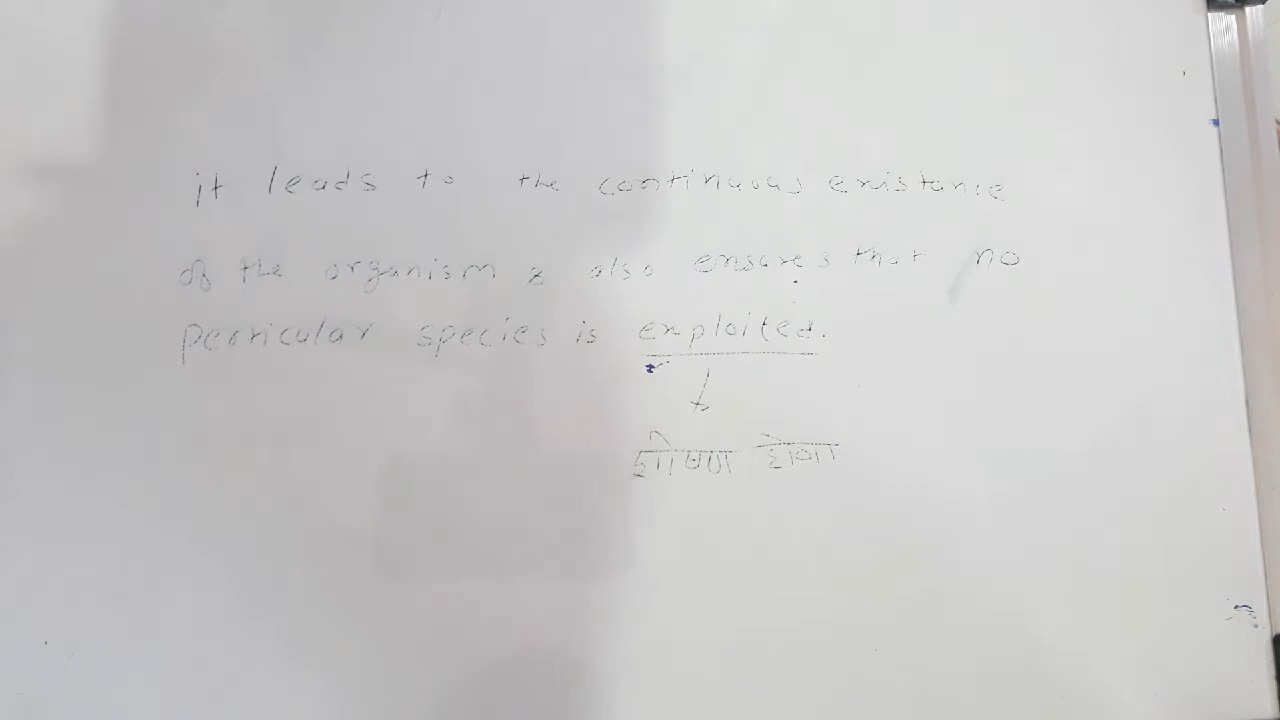 it leads to the continuous existance
of the organism & also ensures that no
perticular species is exploited.
शोषण होना